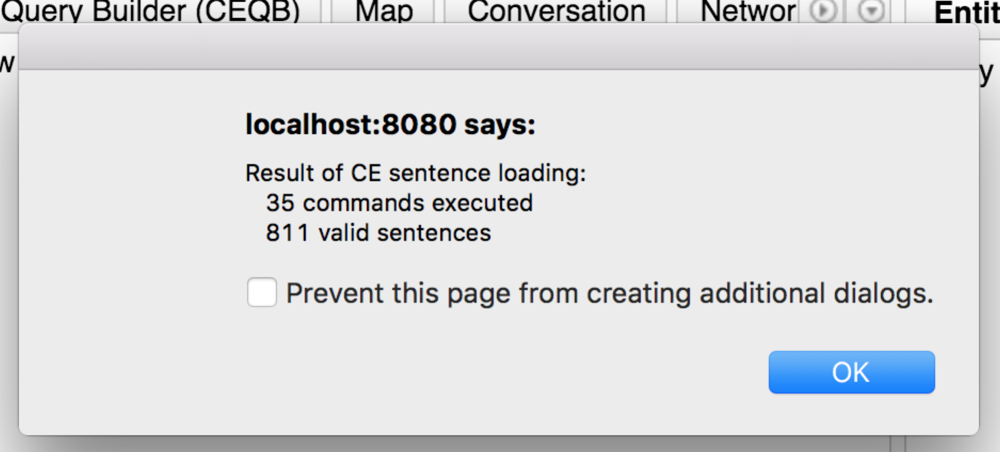 Query Builder (CEQB) Map Conversation Networ Entit
w
y
localhost:8080 says:
Result of CE sentence loading:
35 commands executed
811 valid sentences
Prevent this page from creating additional dialogs.
OK